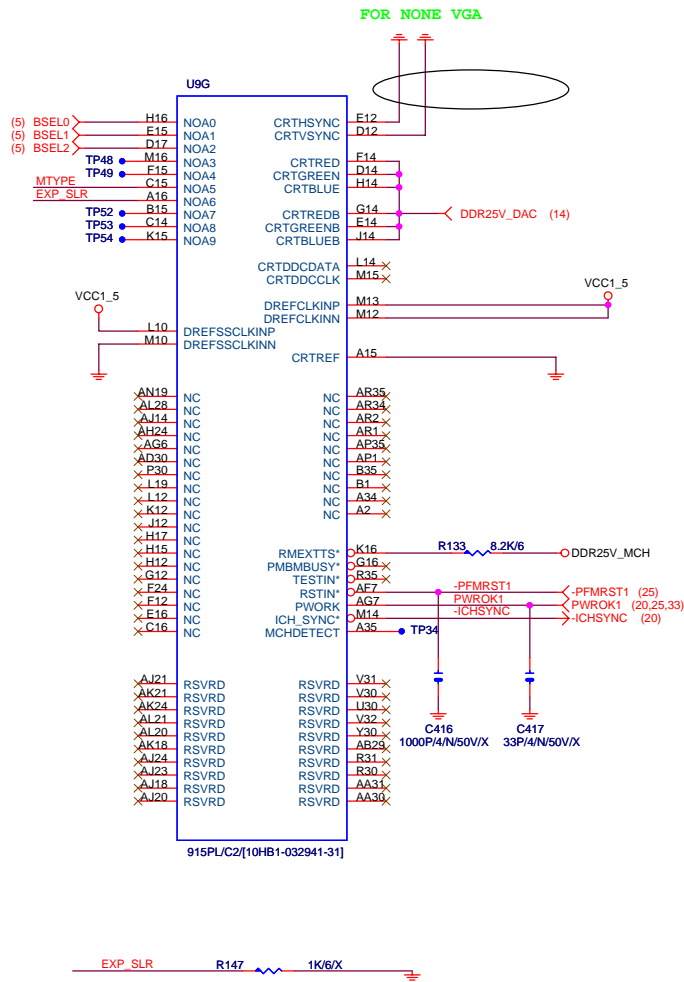 FOR NONE VGA
U9G
(5) BSEL0 H16 NOA0 CRTHSYNC E12
(5) BSEL1 E15 NOA1 CRTVSYNC D12
(5) BSEL2 D17 NOA2
TP48 M16 NOA3 CRTRED F14
TP49 F15 NOA4 CRTGREEN D14
MTYPE C15 NOA5 CRTBLUE H14
EXP_SLR A16 NOA6
TP52 B15 NOA7 CRTREDB G14 DDR25V_DAC (14)
TP53 C14 NOA8 CRTGREENB E14
TP54 K15 NOA9 CRTBLUEB J14
CRTDDCDATA L14
CRTDDCCLK M15
VCC1_5 VCC1_5
DREFCLKINP M13
DREFCLKINN M12
L10 DREFSSCLKINP
M10 DREFSSCLKINN
CRTREF A15
AN19 NC NC AR35
AL28 NC NC AR34
AJ14 NC NC AR2
AH24 NC NC AR1
AG6 NC NC AP35
AD30 NC NC AP1
P30 NC NC B35
L19 NC NC B1
L12 NC NC A34
K12 NC NC A2
J12 NC
H17 NC
H15 NC RMEXTTS* K16 R133 8.2K/6 DDR25V_MCH
H12 NC PMBMBUSY* G16
G12 NC TESTIN* R35
F24 NC RSTIN* AF7 -PFMRST1 -PFMRST1 (25)
F12 NC PWORK AG7 PWROK1 PWROK1 (20,25,33)
E16 NC ICH_SYNC* M14 -ICHSYNC -ICHSYNC (20)
C16 NC MCHDETECT A35 TP34
AJ21 RSVRD RSVRD V31
AK21 RSVRD RSVRD V30
AK24 RSVRD RSVRD U30
AL21 RSVRD RSVRD V32
AL20 RSVRD RSVRD Y30
AK18 RSVRD RSVRD AB29
AJ24 RSVRD RSVRD R31
AJ23 RSVRD RSVRD R30
AJ18 RSVRD RSVRD AA31
AJ20 RSVRD RSVRD AA30
C416 C417
1000P/4/N/50V/X 33P/4/N/50V/X
915PL/C2/[10HB1-032941-31]
EXP_SLR R147 1K/6/X